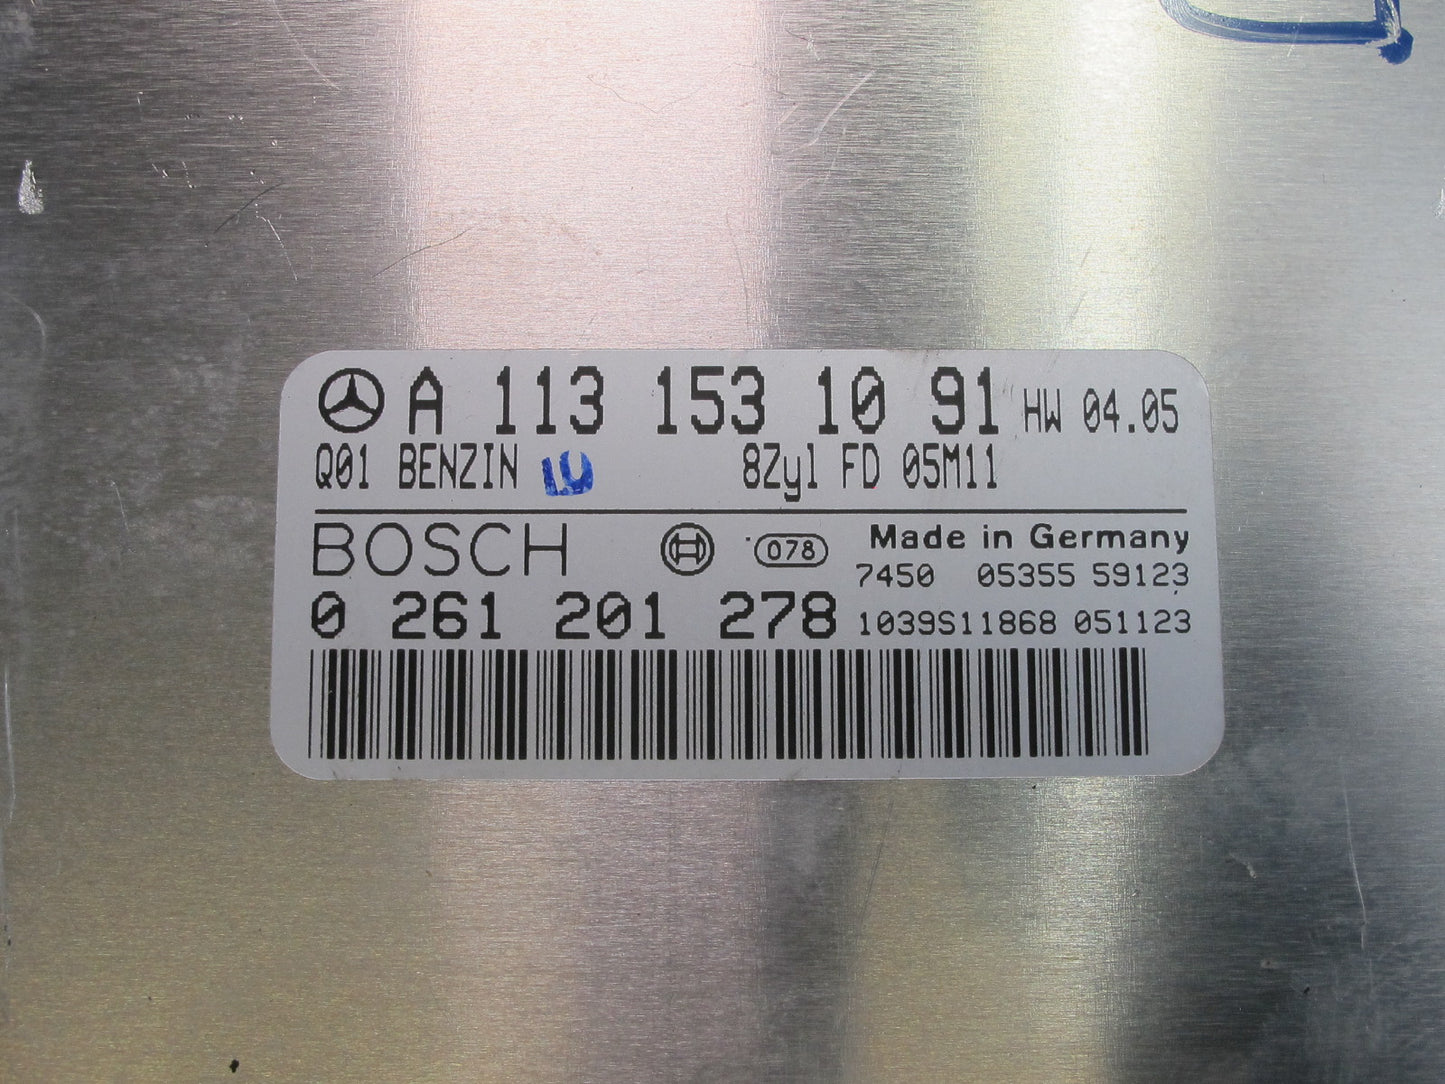 A 113 153 10 91 HW 04.05
Q01 BENZIN 8Zyl FD 05M11
BOSCH 078 Made in Germany
7450 05355 59123
0 261 201 278 1039S11868 051123